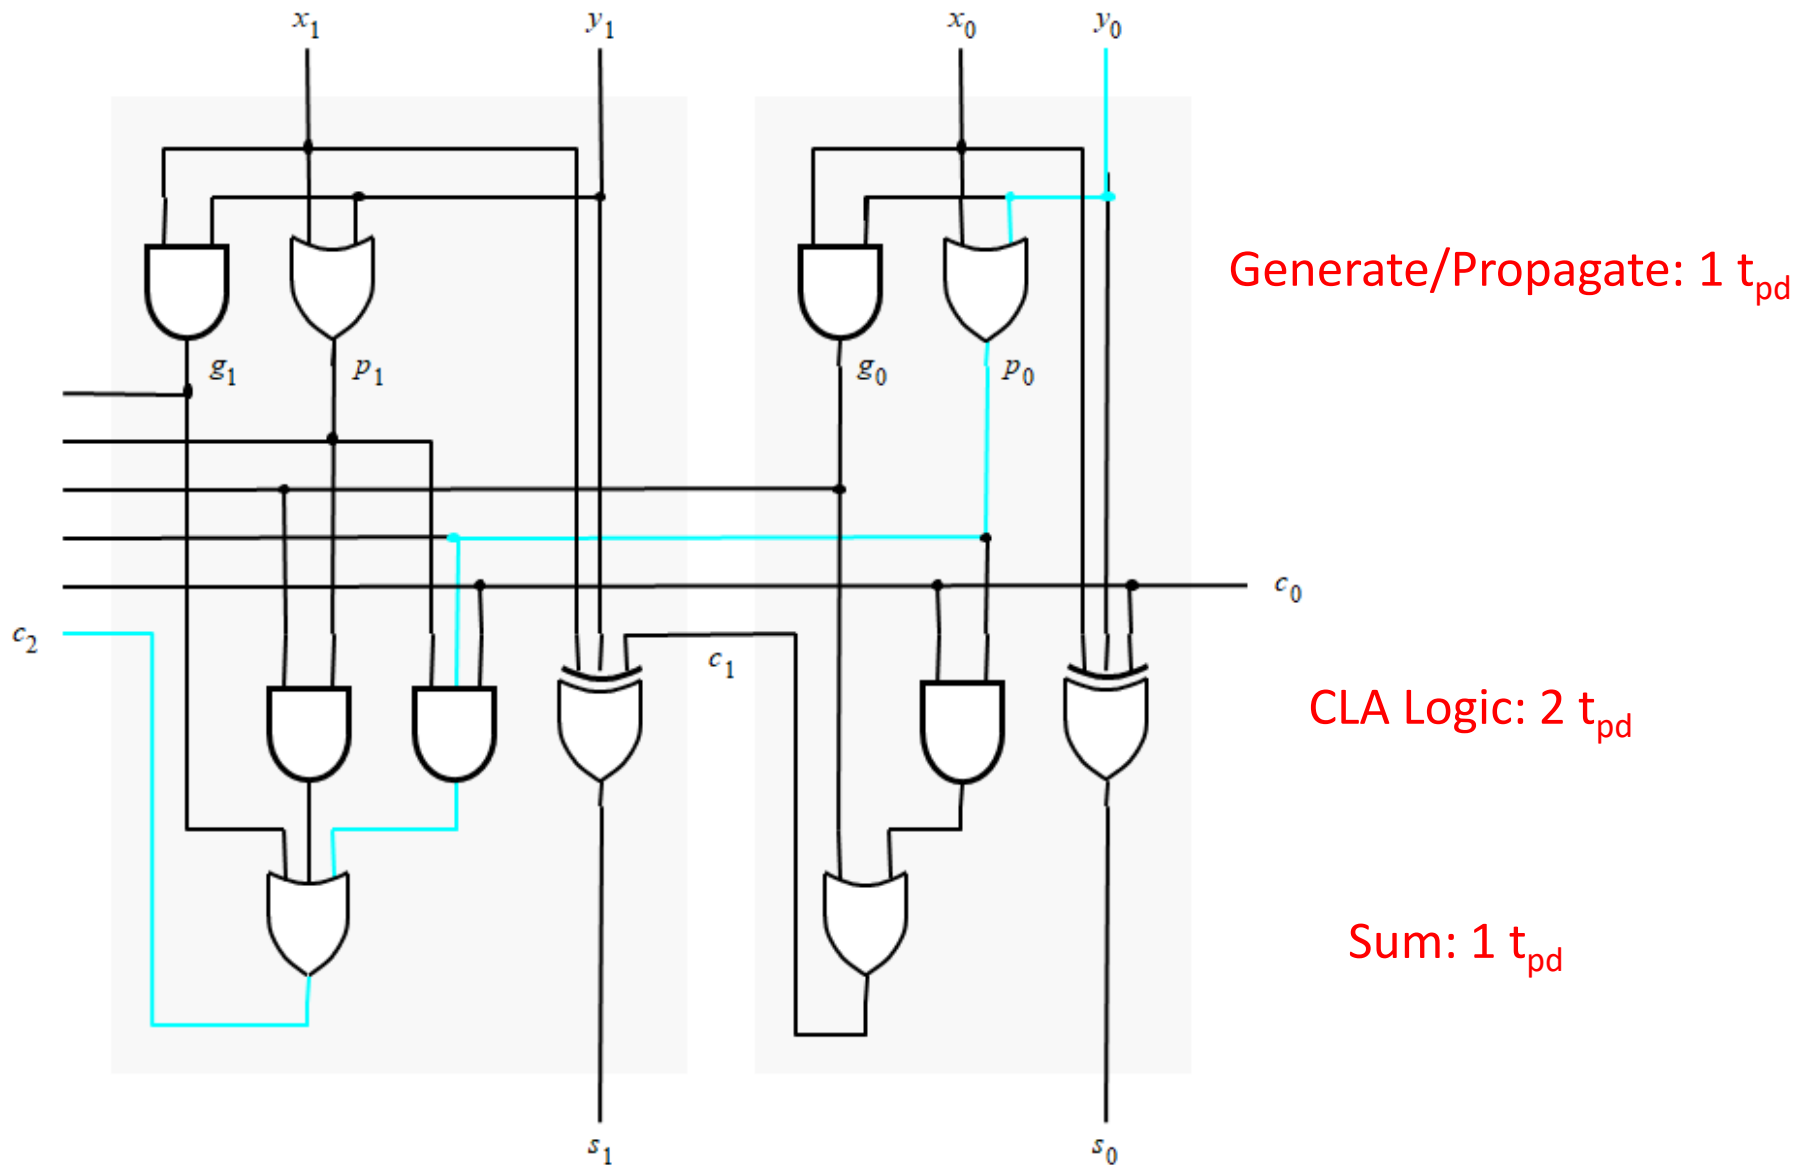 x1 y1 x0 y0
Generate/Propagate: 1 tpd
g1 p1 g0 p0
c0
c2
c1
CLA Logic: 2 tpd
Sum: 1 tpd
s1 s0